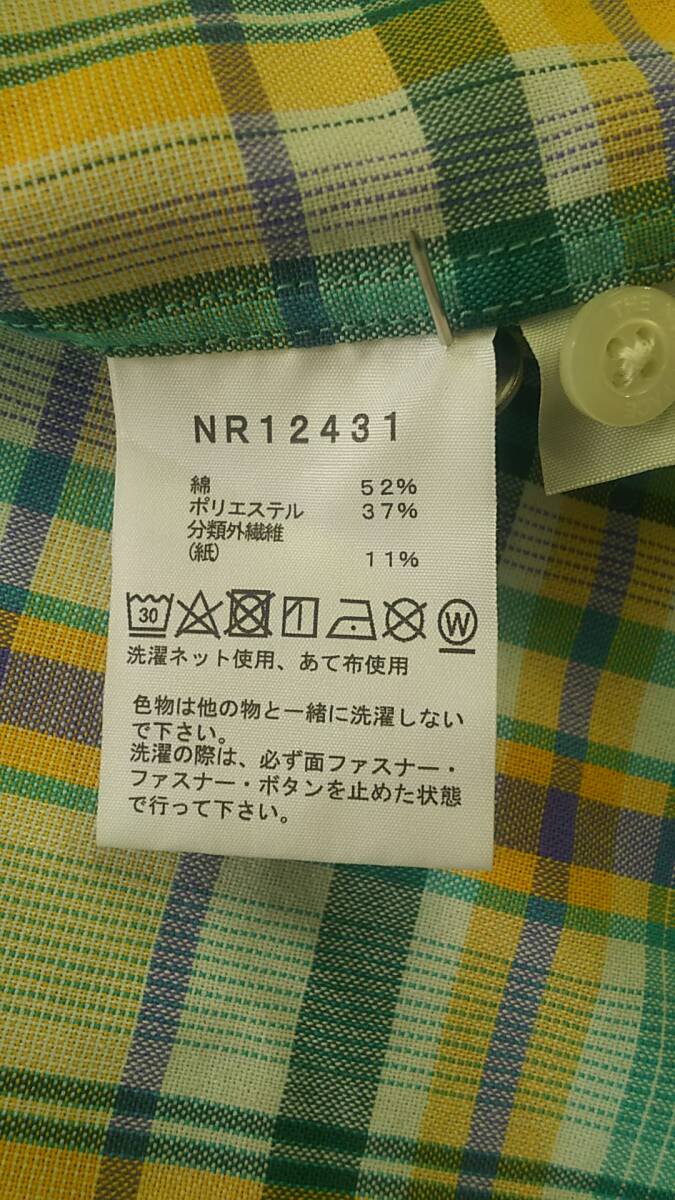 THE
NR12431
綿 52%
ポリエステル 37%
分類外繊維
(紙) 11%
30 W
洗濯ネット使用、あて布使用
色物は他の物と一緒に洗濯しない
で下さい。
洗濯の際は、必ず面ファスナー・
ファスナー・ボタンを止めた状態
で行って下さい。